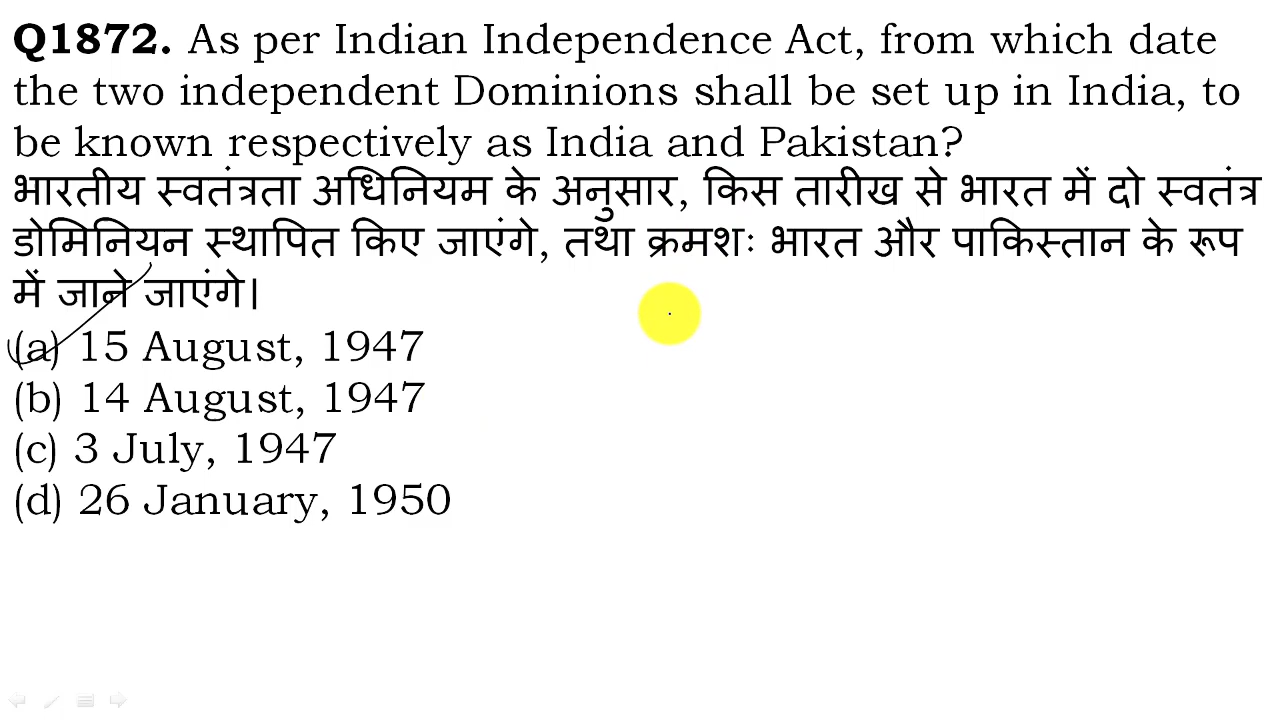 Q1872. As per Indian Independence Act, from which date
the two independent Dominions shall be set up in India, to
be known respectively as India and Pakistan?
भारतीय स्वतंत्रता अधिनियम के अनुसार, किस तारीख से भारत में दो स्वतंत्र
डोमिनियन स्थापित किए जाएंगे, तथा क्रमशः भारत और पाकिस्तान के रूप
में जाने जाएंगे।
(a) 15 August, 1947
(b) 14 August, 1947
(c) 3 July, 1947
(d) 26 January, 1950